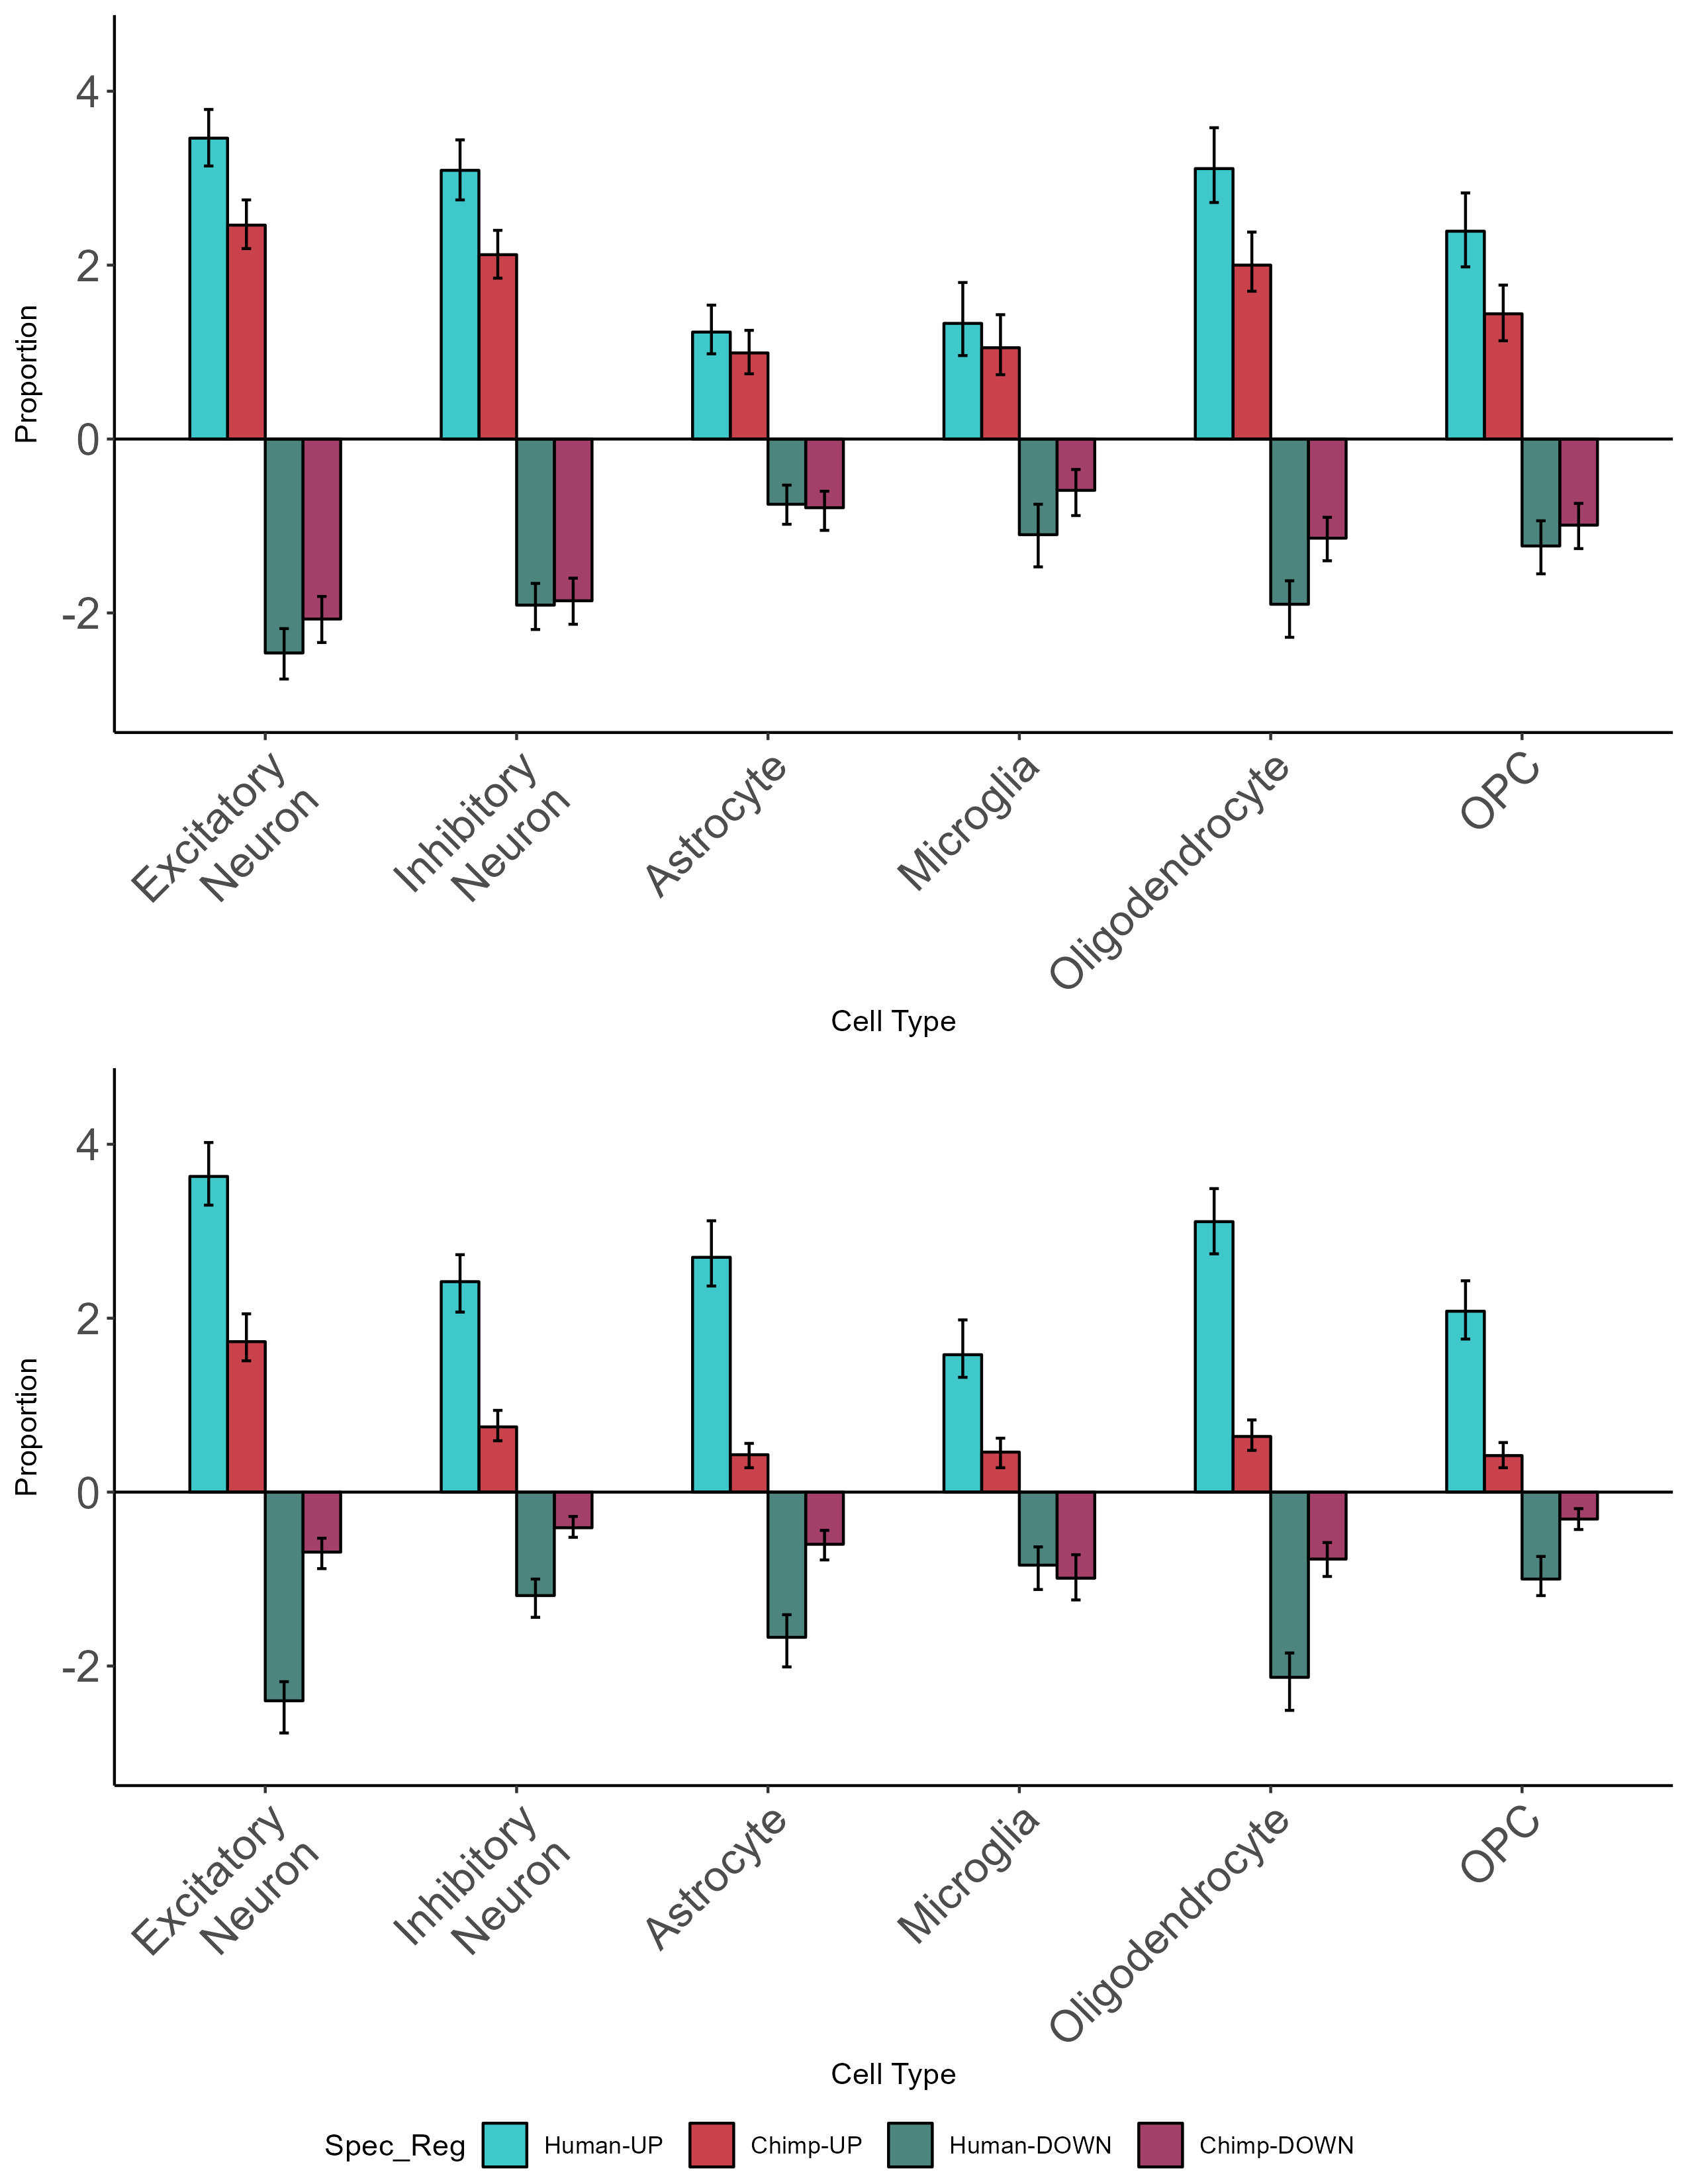 4
2
0
-2
Proportion
Excitatory
Neuron
Inhibitory
Neuron
Astrocyte
Microglia
Oligodendrocyte
OPC
Cell Type
4
2
0
-2
Proportion
Excitatory
Neuron
Inhibitory
Neuron
Astrocyte
Microglia
Oligodendrocyte
OPC
Cell Type
Spec_Reg Human-UP Chimp-UP Human-DOWN Chimp-DOWN